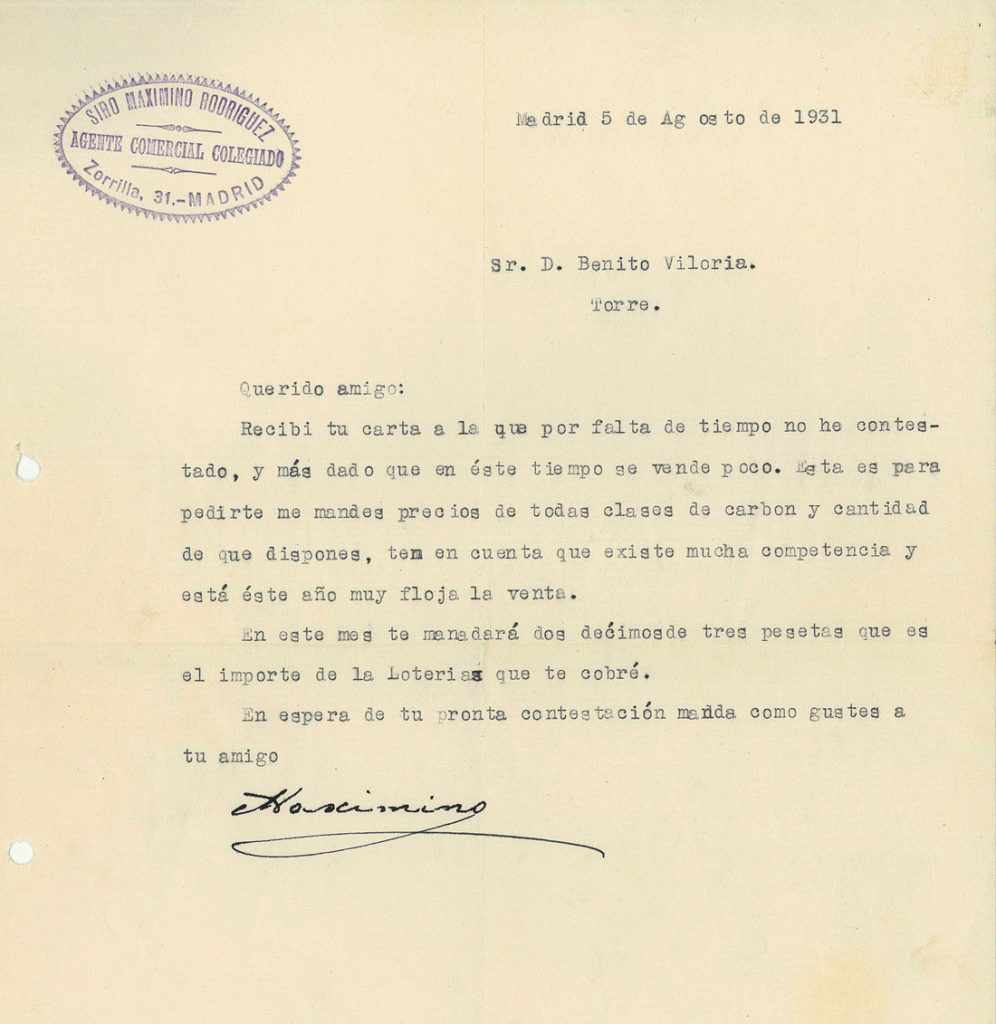 SIRO MAXIMINO RODRIGUEZ
AGENTE COMERCIAL COLEGIADO
Zorrilla, 31.-MADRID
Madrid 5 de Ag osto de 1931
Sr. D. Benito Viloria.
Torre.
Querido amigo:
Recibi tu carta a la que por falta de tiempo no he contes-
tado, y más dado que en éste tiempo se vende poco. Esta es para
pedirte me mandes precios de todas clases de carbon y cantidad
de que dispones, ten en cuenta que existe mucha competencia y
está éste año muy floja la venta.
En este mes te manadará dos decimosde tres pesetas que es
el importe de la Loterias que te cobré.
En espera de tu pronta contestación manda como gustes a
tu amigo
Maximino